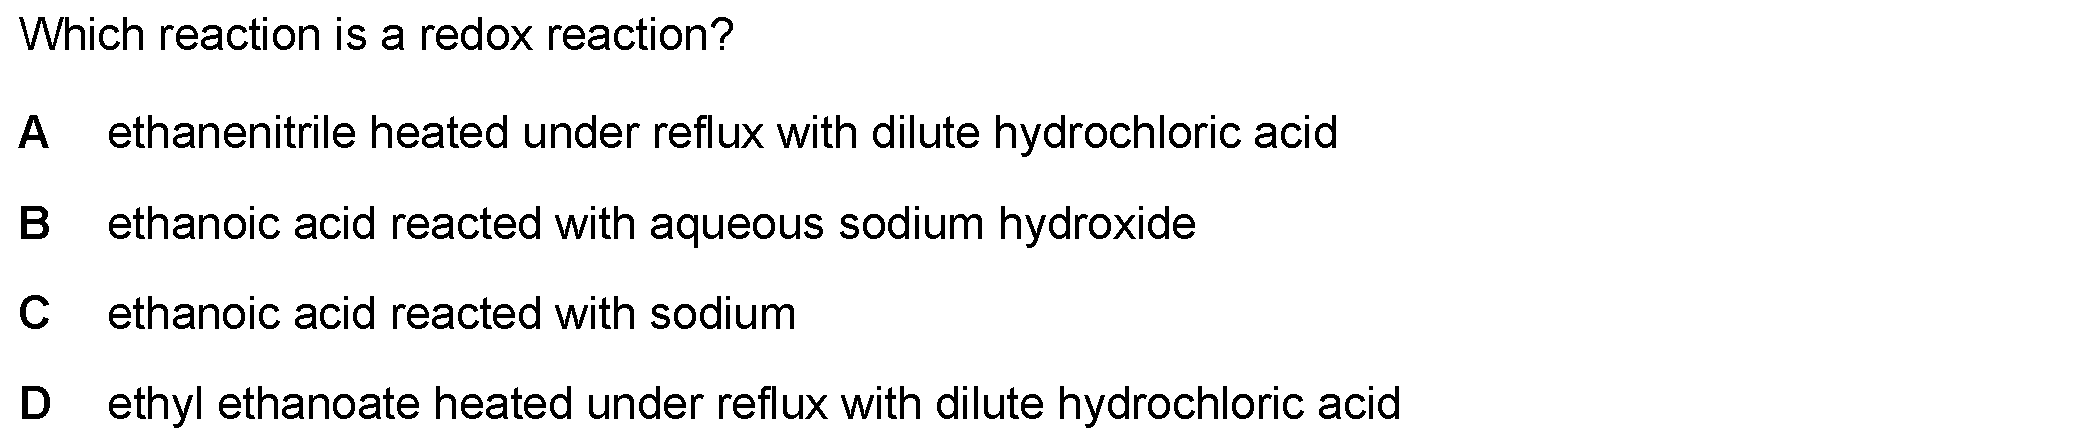 Which reaction is a redox reaction?
A ethanenitrile heated under reflux with dilute hydrochloric acid
B ethanoic acid reacted with aqueous sodium hydroxide
C ethanoic acid reacted with sodium
D ethyl ethanoate heated under reflux with dilute hydrochloric acid